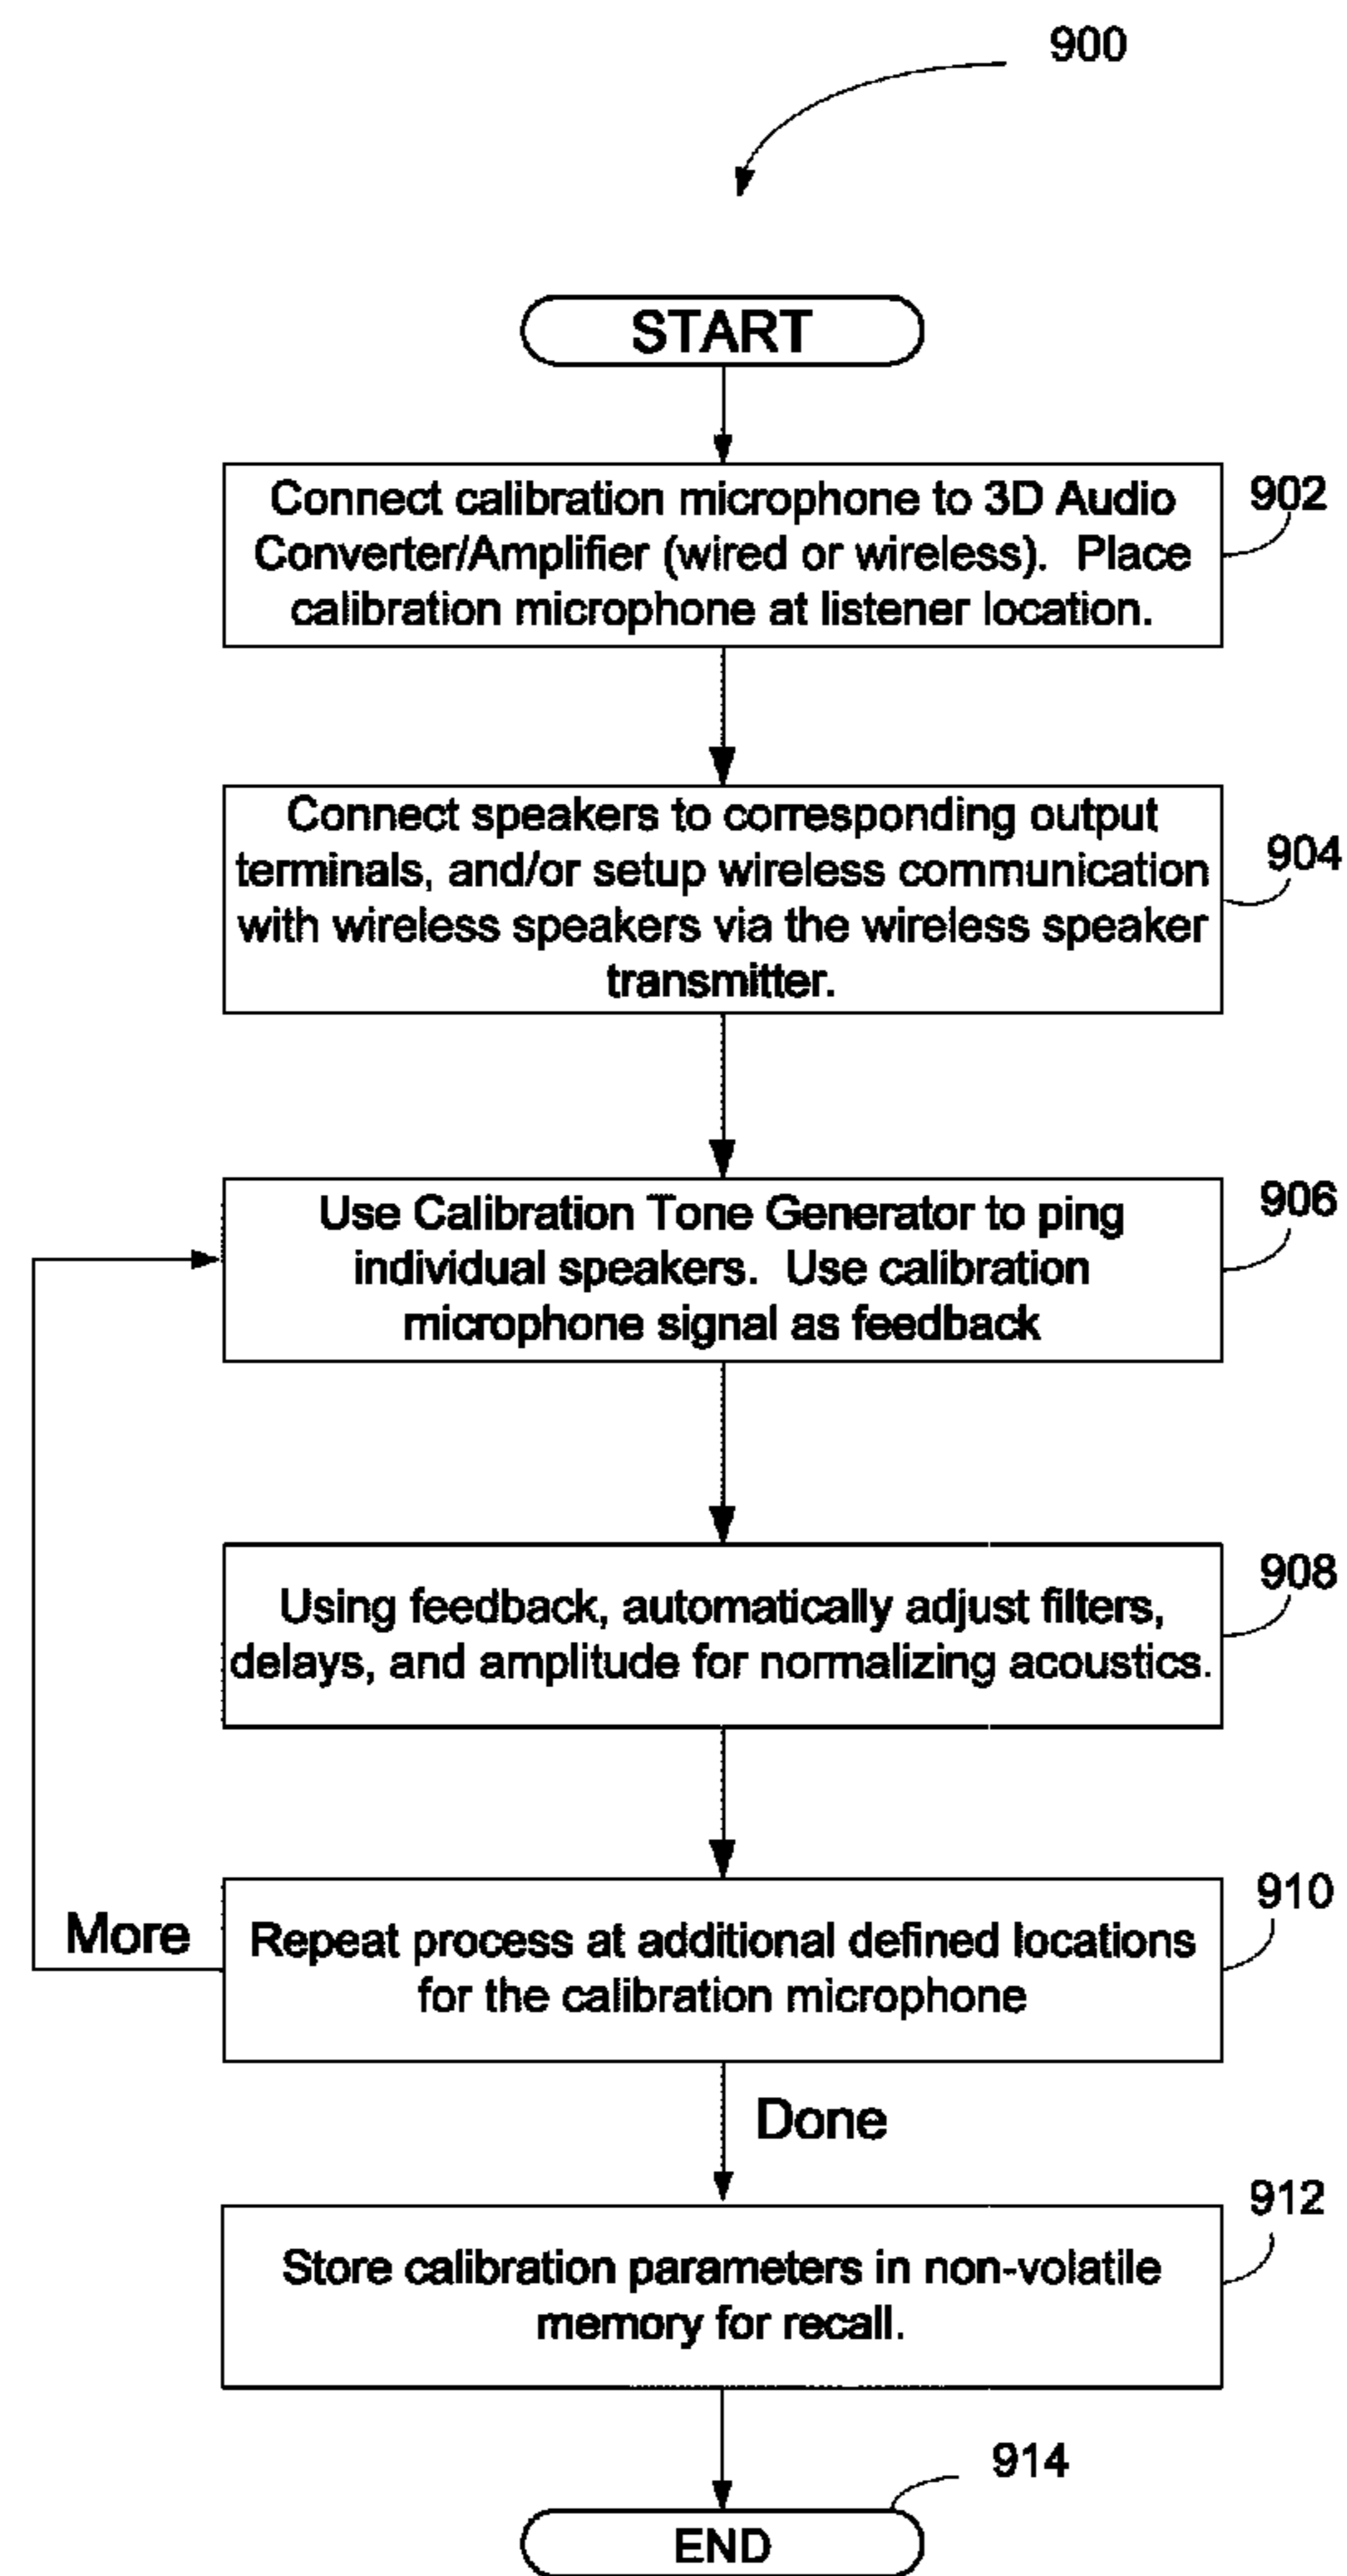 900
START
Connect calibration microphone to 3D Audio
Converter/Amplifier (wired or wireless).  Place
calibration microphone at listener location.
902
Connect speakers to corresponding output
terminals, and/or setup wireless communication
with wireless speakers via the wireless speaker
transmitter.
904
Use Calibration Tone Generator to ping
individual speakers.  Use calibration
microphone signal as feedback
906
Using feedback, automatically adjust filters,
delays, and amplitude for normalizing acoustics.
908
More
Repeat process at additional defined locations
for the calibration microphone
910
Done
Store calibration parameters in non-volatile
memory for recall.
912
914
END